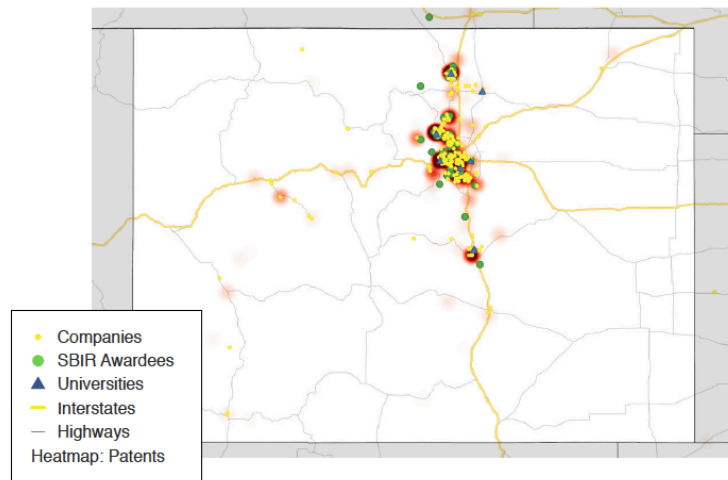 Companies
SBIR Awardees
Universities
Interstates
Highways
Heatmap: Patents